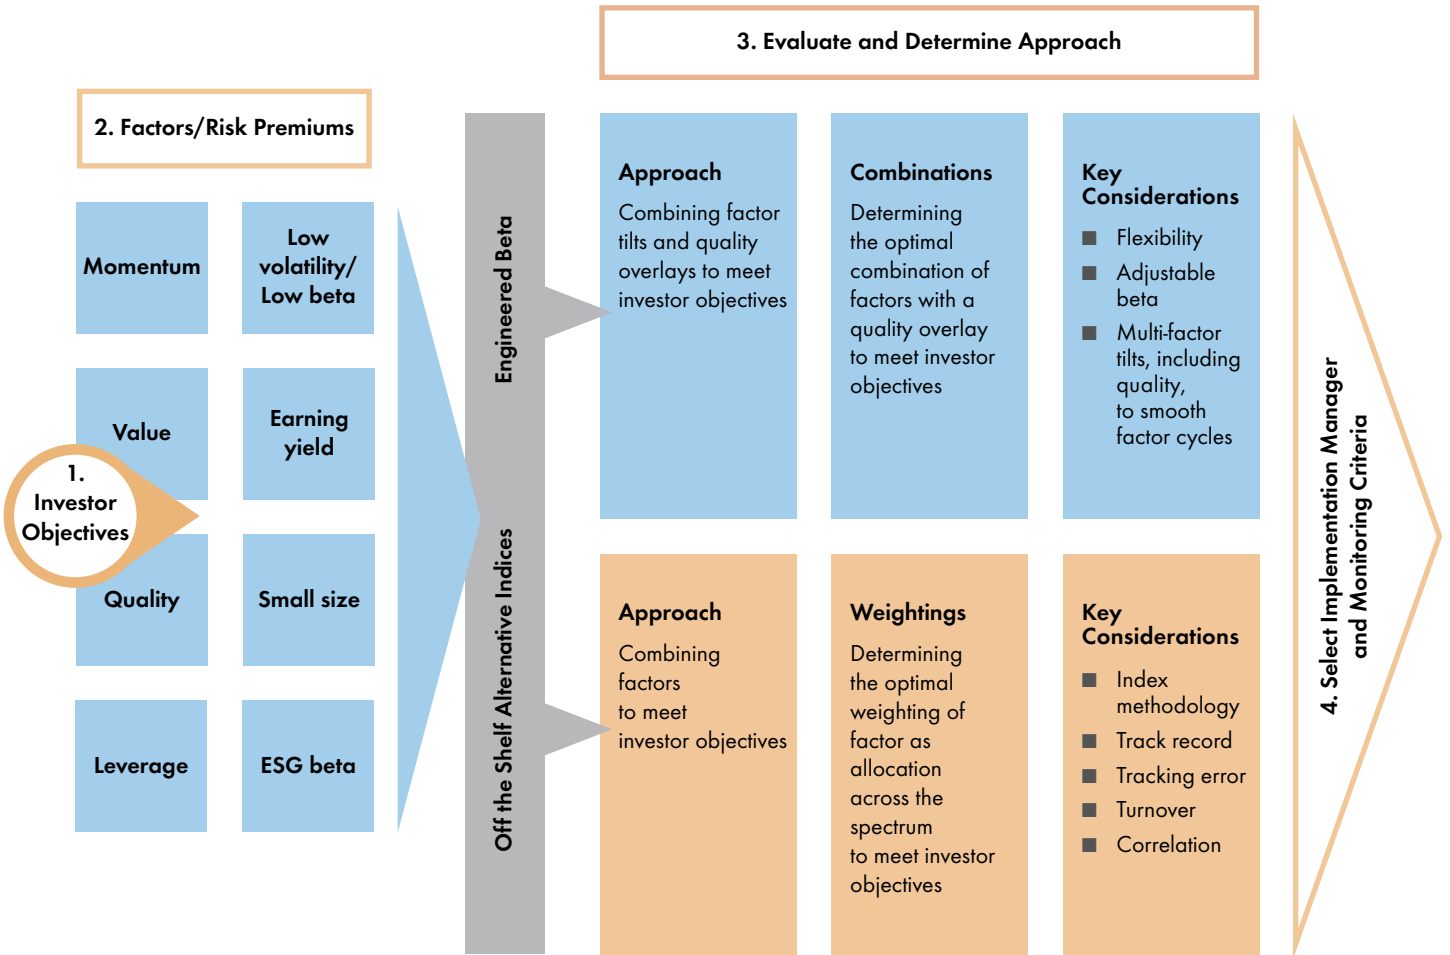 3. Evaluate and Determine Approach
2. Factors/Risk Premiums
Momentum
Low
volatility/
Low beta
Value
Earning
yield
1.
Investor
Objectives
Quality
Small size
Leverage
ESG beta
Engineered Beta
Off the Shelf Alternative Indices
Approach
Combining factor
tilts and quality
overlays to meet
investor objectives
Combinations
Determining
the optimal
combination of
factors with a
quality overlay
to meet investor
objectives
Key
Considerations
■ Flexibility
■ Adjustable
beta
■ Multi-factor
tilts, including
quality,
to smooth
factor cycles
Approach
Combining
factors
to meet
investor objectives
Weightings
Determining
the optimal
weighting of
factor as
allocation
across the
spectrum
to meet investor
objectives
Key
Considerations
■ Index
methodology
■ Track record
■ Tracking error
■ Turnover
■ Correlation
4. Select Implementation Manager
and Monitoring Criteria